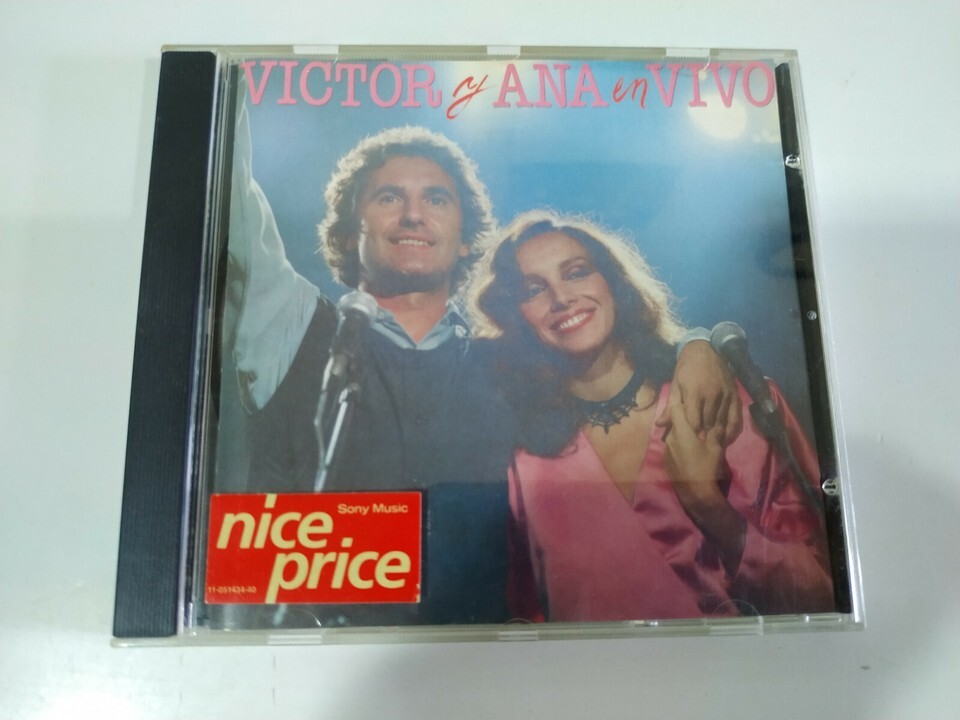 VICTOR y ANA en VIVO
Sony Music
nice
price
11-051434-40